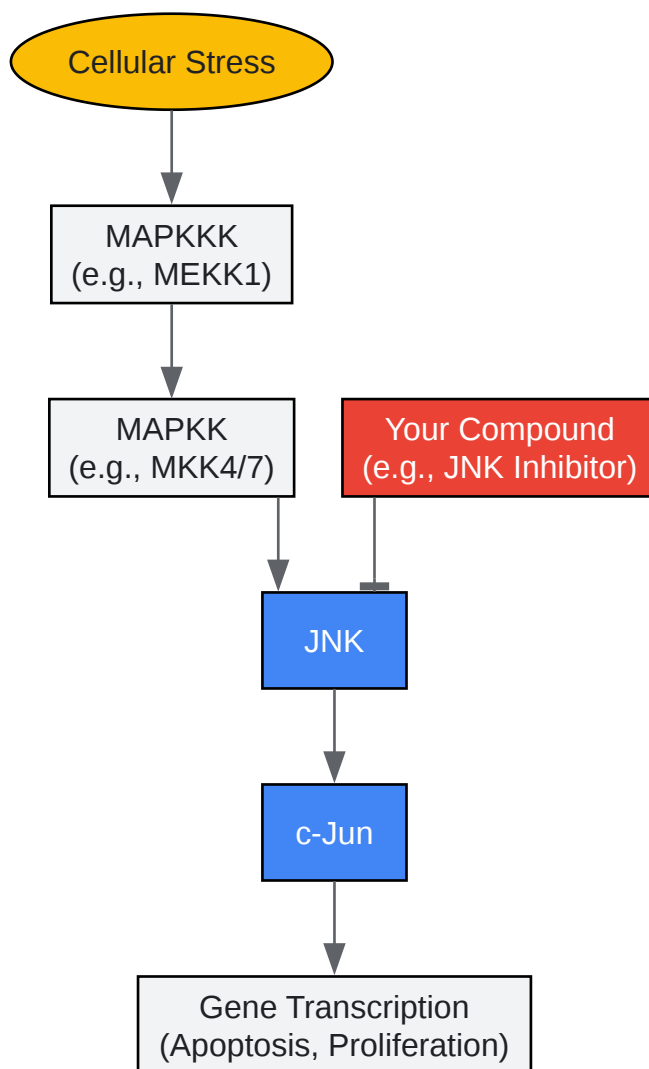 Cellular Stress
MAPKKK
(e.g., MEKK1)
MAPKK
(e.g., MKK4/7)
Your Compound
(e.g., JNK Inhibitor)
JNK
c-Jun
Gene Transcription
(Apoptosis, Proliferation)